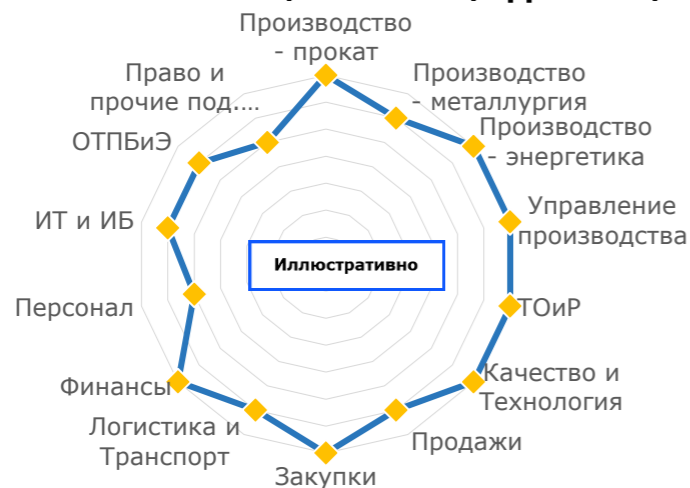 Производство
- прокат
Производство
- металлургия
Производство
- энергетика
Управление
производства
ТОиР
Качество и
Технология
Продажи
Закупки
Логистика и
Транспорт
Финансы
Персонал
ИТ и ИБ
ОТПБиЭ
Право и
прочие под....
Иллюстративно